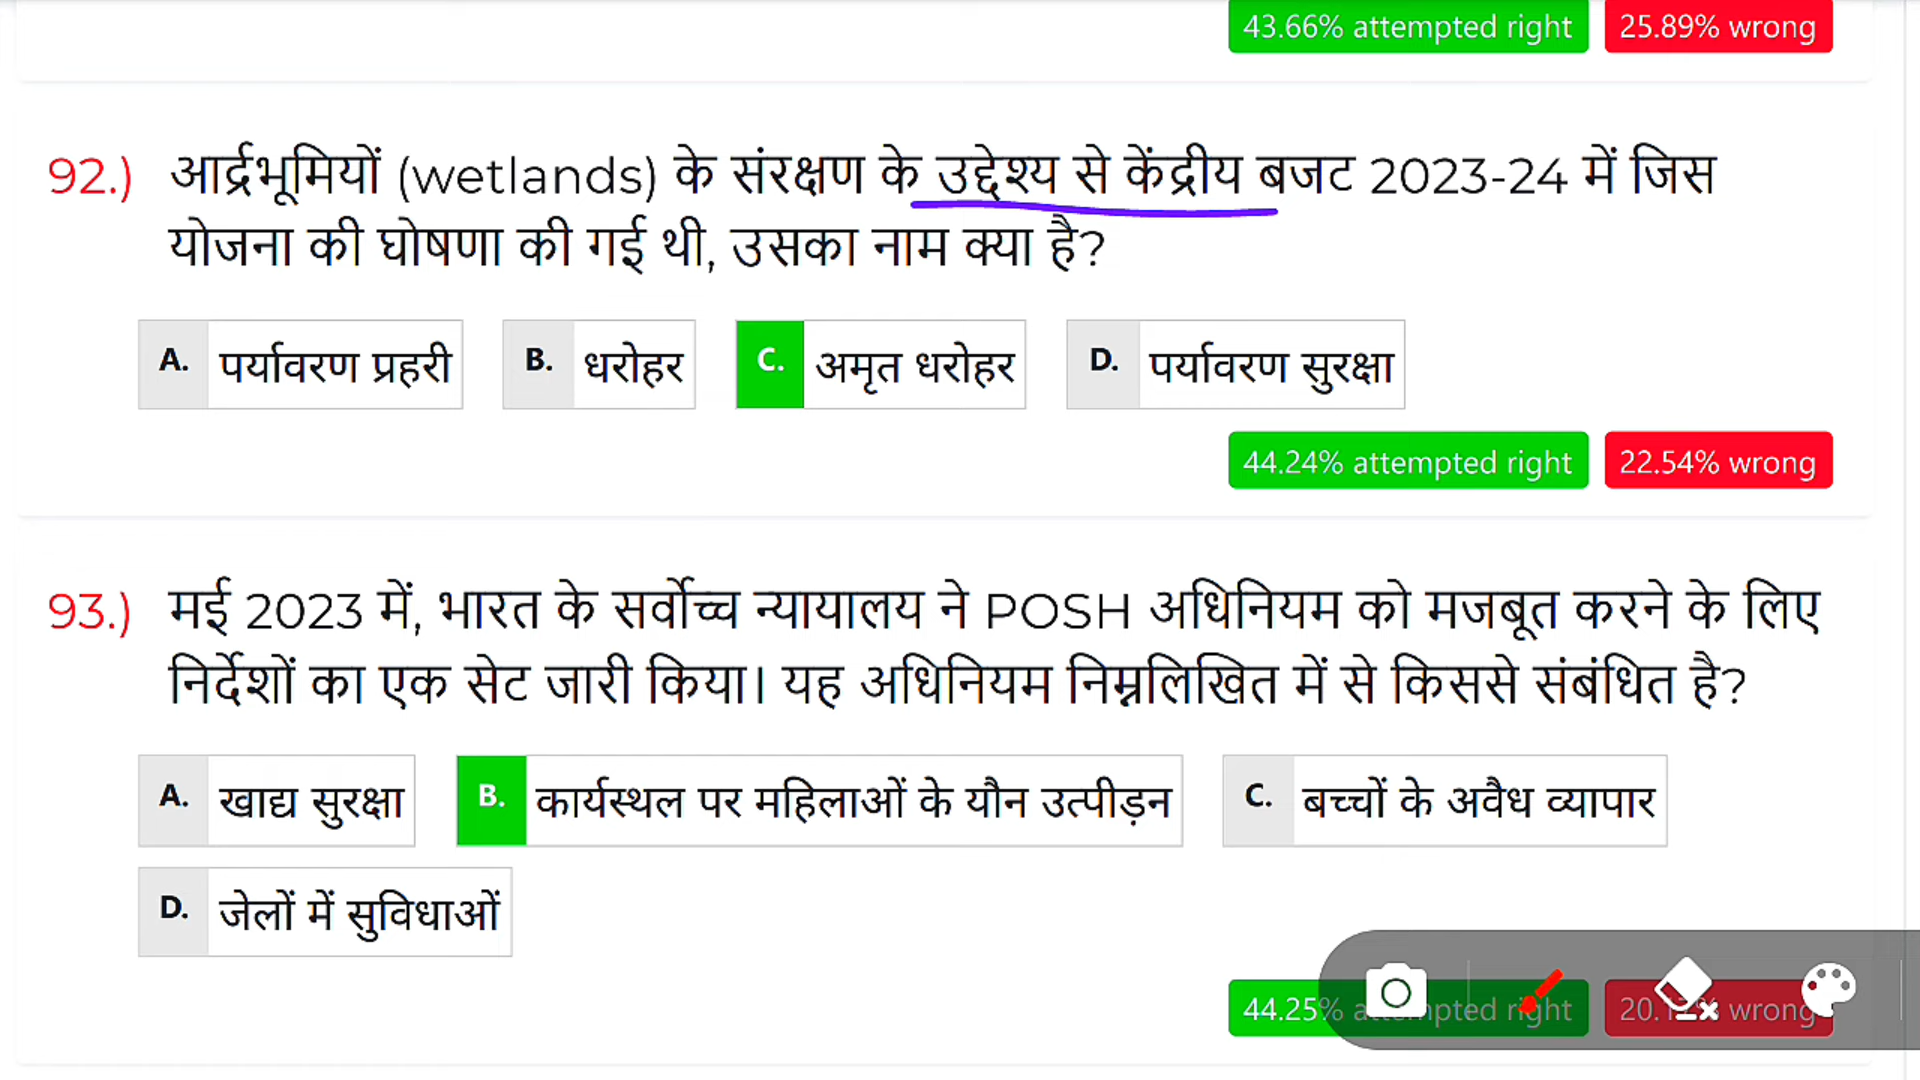 43.66% attempted right 25.89% wrong
92.) आर्द्रभूमियों (wetlands) के संरक्षण के उद्देश्य से केंद्रीय बजट 2023-24 में जिस
योजना की घोषणा की गई थी, उसका नाम क्या है?
A. पर्यावरण प्रहरी B. धरोहर C. अमृत धरोहर D. पर्यावरण सुरक्षा
44.24% attempted right 22.54% wrong
93.) मई 2023 में, भारत के सर्वोच्च न्यायालय ने POSH अधिनियम को मजबूत करने के लिए
निर्देशों का एक सेट जारी किया। यह अधिनियम निम्नलिखित में से किससे संबंधित है?
A. खाद्य सुरक्षा B. कार्यस्थल पर महिलाओं के यौन उत्पीड़न C. बच्चों के अवैध व्यापार
D. जेलों में सुविधाओं
44.25% attempted right wrong